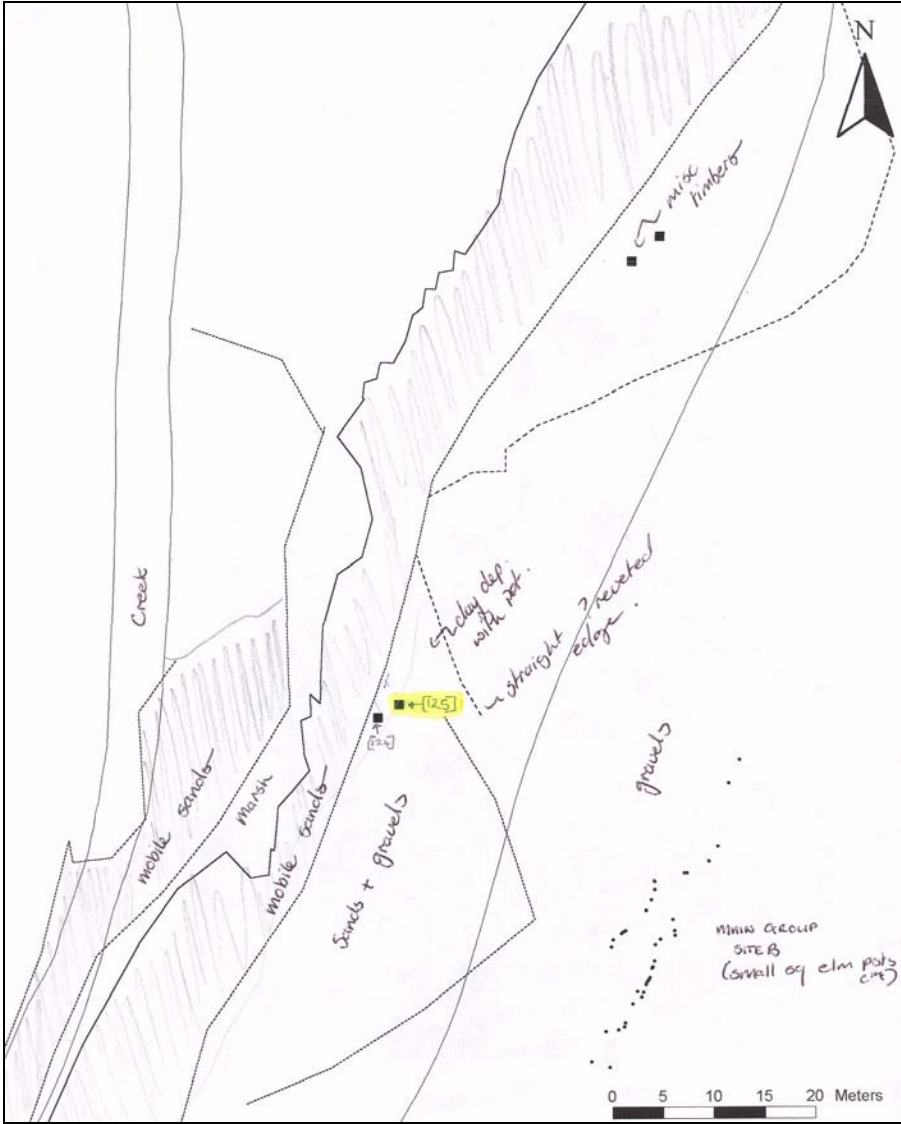 N
misc
timbers
Creek
clay dep.
with pot.
straight ? reveted
edge.
[125]
[124]
mobile sands
marsh
mobile sands
Sands + gravels
gravels
MAIN GROUP
SITE B
(small sq elm posts
0 5 10 15 20 Meters